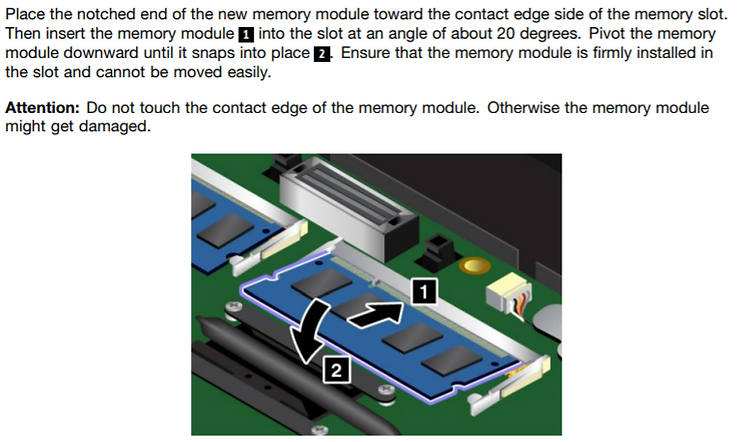 Place the notched end of the new memory module toward the contact edge side of the memory slot.
Then insert the memory module 1 into the slot at an angle of about 20 degrees. Pivot the memory
module downward until it snaps into place 2. Ensure that the memory module is firmly installed in
the slot and cannot be moved easily.
Attention: Do not touch the contact edge of the memory module. Otherwise the memory module
might get damaged.
1
2